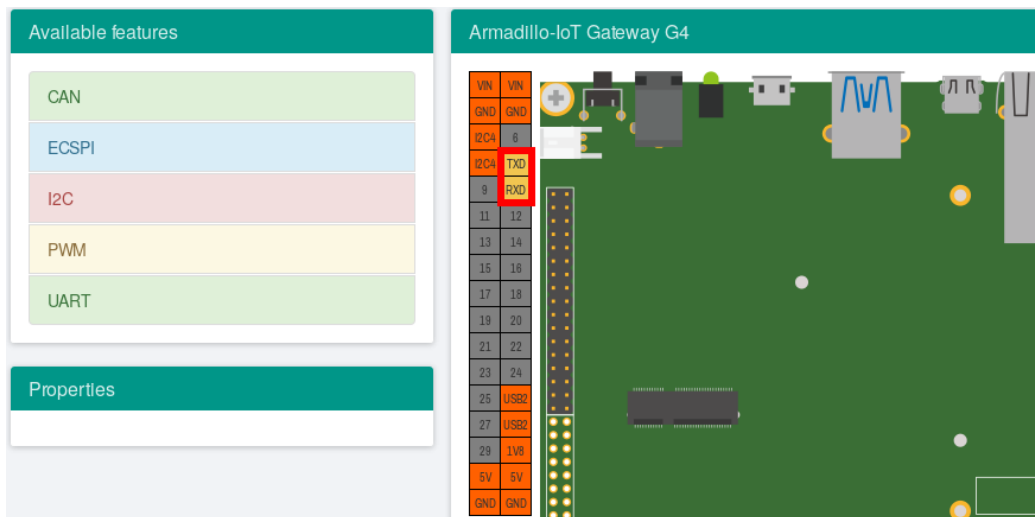 Available features
CAN
ECSPI
I2C
PWM
UART
Properties
Armadillo-IoT Gateway G4
VIN VIN
GND GND
I2C4 6
I2C4 TXD
9 RXD
11 12
13 14
15 16
17 18
19 20
21 22
23 24
25 USB2
27 USB2
29 1V8
5V 5V
GND GND